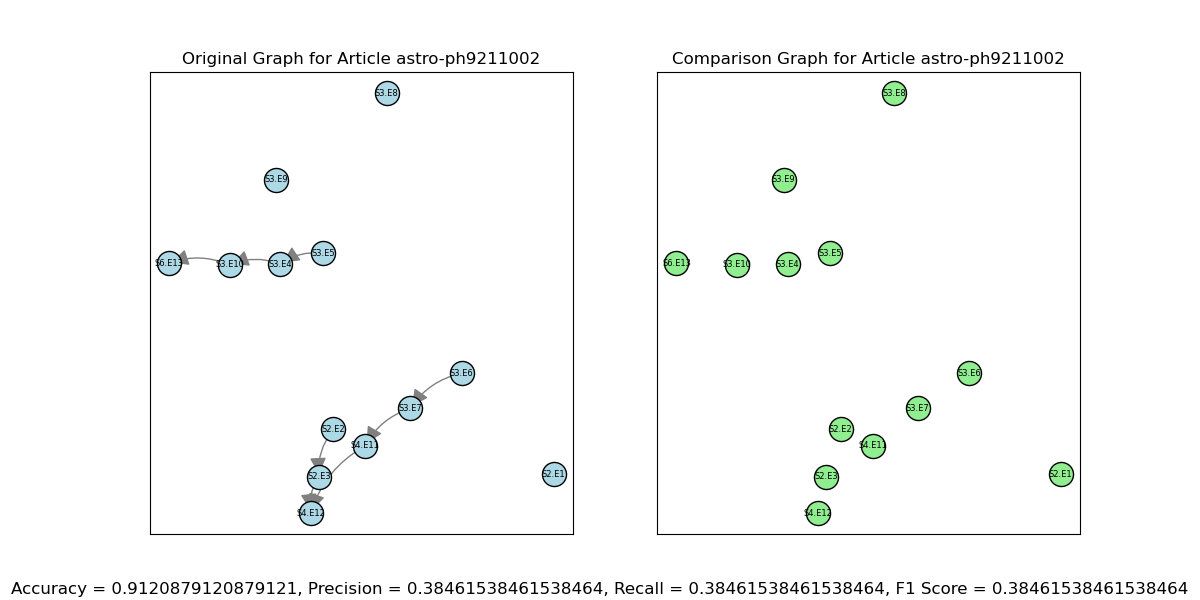 Original Graph for Article astro-ph9211002
Comparison Graph for Article astro-ph9211002
S3.E8
S3.E8
S3.E9
S3.E9
S3.E5
S3.E5
S6.E13
S3.E10
S3.E4
S6.E13
S3.E10
S3.E4
S3.E6
S3.E6
S3.E7
S3.E7
S2.E2
S2.E2
S4.E11
S4.E11
S2.E3
S2.E1
S2.E3
S2.E1
S4.E12
S4.E12
Accuracy = 0.9120879120879121, Precision = 0.38461538461538464, Recall = 0.38461538461538464, F1 Score = 0.38461538461538464